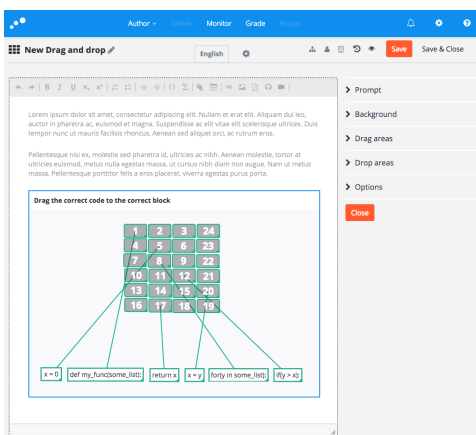 Author Deliver Monitor Grade Report
New Drag and drop English Save Save & Close
Lorem ipsum dolor sit amet, consectetur adipiscing elit. Nullam et erat elit. Aliquam dui leo,
auctor in pharetra ac, euismod et magna. Suspendisse ac elit vitae elit scelerisque ultrices. Duis
tempor nunc ut mauris facilisis rhoncus. Aenean sed aliquet orci, ac rutrum eros.
Pellentesque nisi ex, molestie sed pharetra id, ultricies ac nibh. Aenean molestie, tortor at
ultricies euismod, metus nulla egestas massa, ut cursus nibh diam non augue. Nam ut metus
massa. Pellentesque porttitor felis a eros placerat, viverra egestas purus porta.
Drag the correct code to the correct block
1 2 3 24
4 5 6 23
7 8 9 22
10 11 12 21
13 14 15 20
16 17 18 19
x = 0 def my_func(some_list): return x x = y for(y in some_list): if(y > x):
Prompt
Background
Drag areas
Drop areas
Options
Close